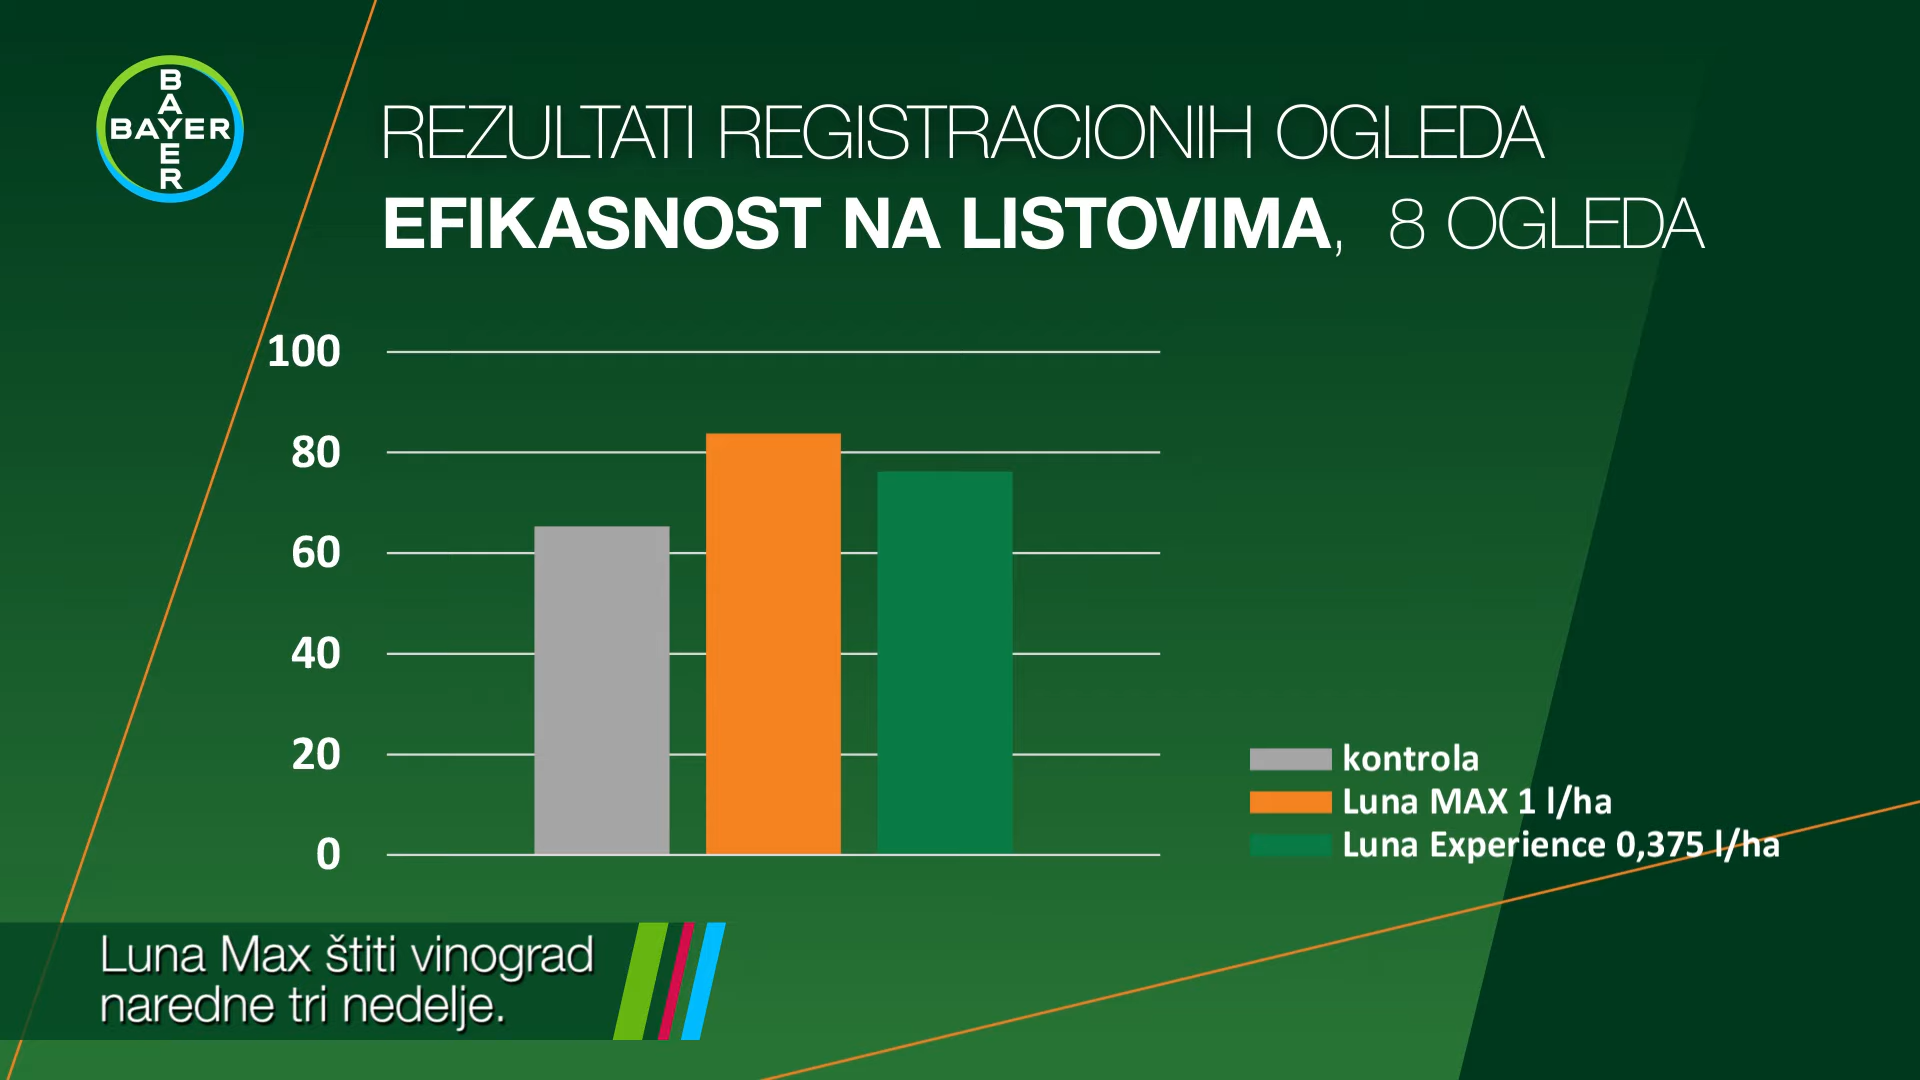 BAYER
BAYER
REZULTATI REGISTRACIONIH OGLEDA
EFIKASNOST NA LISTOVIMA, 8 OGLEDA
100
80
60
40
20
0
kontrola
Luna MAX 1 l/ha
Luna Experience 0,375 l/ha
Luna Max štiti vinograd
naredne tri nedelje.